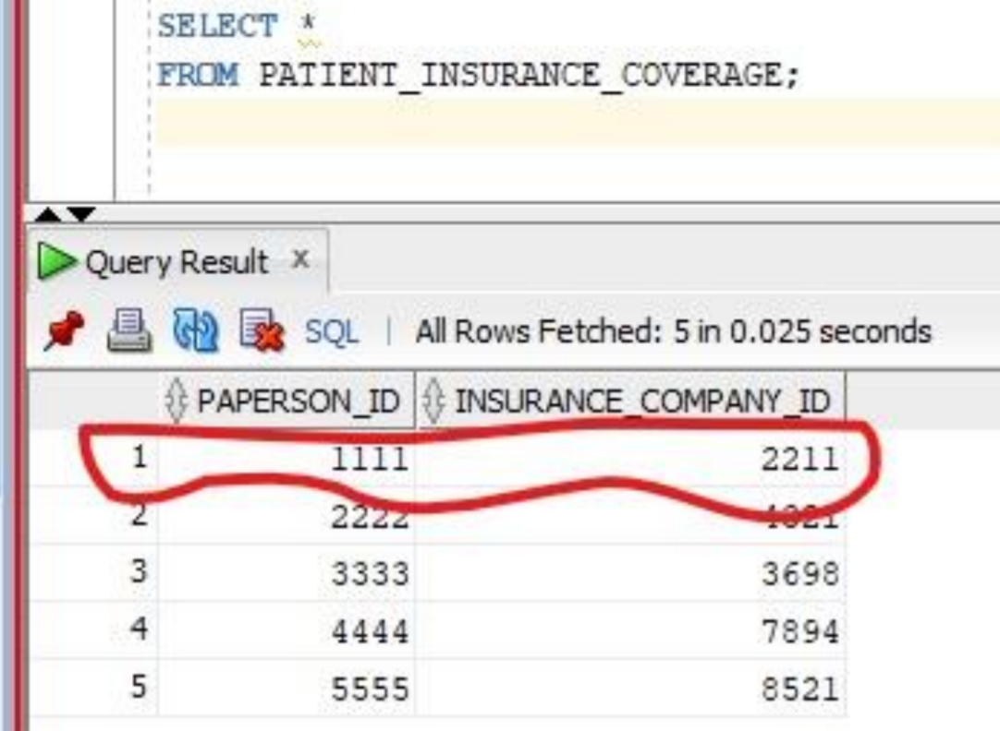 SELECT *
FROM PATIENT_INSURANCE_COVERAGE;
Query Result x
SQL | All Rows Fetched: 5 in 0.025 seconds
PAPERSON_ID INSURANCE_COMPANY_ID
1 1111 2211
2 2222
3 3333 3698
4 4444 7894
5 5555 8521